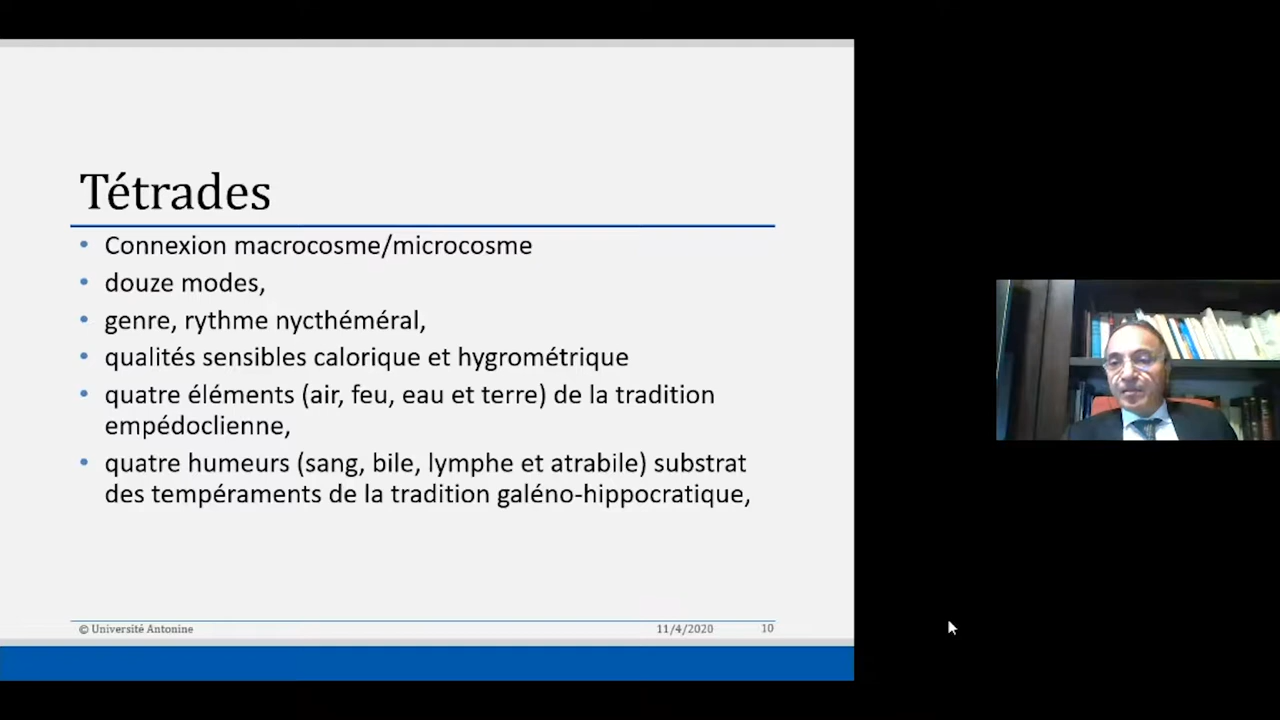 Tétrades
• Connexion macrocosme/microcosme
• douze modes,
• genre, rythme nycthéméral,
• qualités sensibles calorique et hygrométrique
• quatre éléments (air, feu, eau et terre) de la tradition
empédoclienne,
• quatre humeurs (sang, bile, lymphe et atrabile) substrat
des tempéraments de la tradition galéno-hippocratique,
© Université Antonine 11/4/2020 10